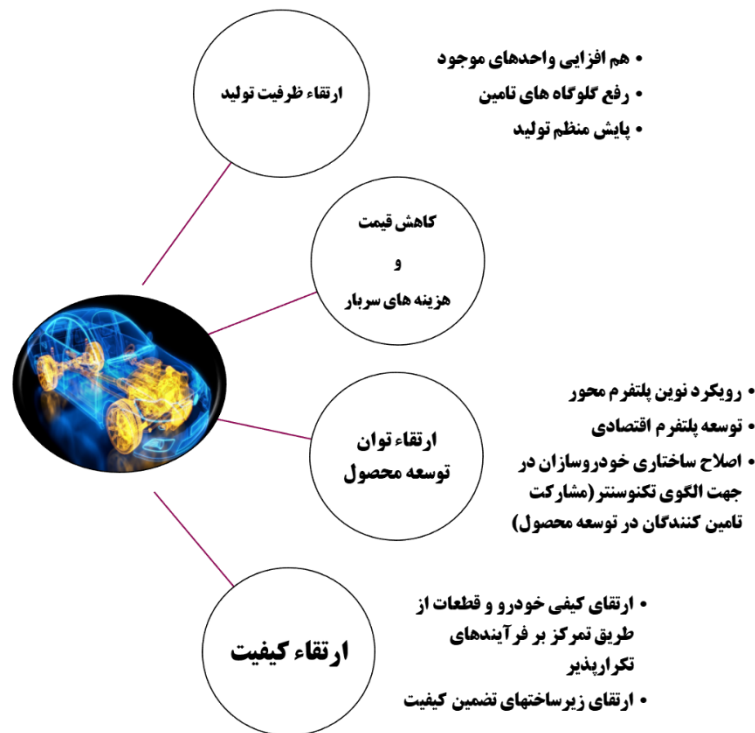 ارتقاء ظرفیت تولید
• هم افزایی واحدهای موجود
• رفع گلوگاه های تامین
• پایش منظم تولید
کاهش قیمت
و
هزینه های سربار
ارتقاء توان
توسعه محصول
• رویکرد نوین پلتفرم محور
• توسعه پلتفرم اقتصادی
• اصلاح ساختاری خودروسازان در
جهت الگوی تکنوسنتر(مشارکت
تامین کنندگان در توسعه محصول)
ارتقاء کیفیت
• ارتقای کیفی خودرو و قطعات از
طریق تمرکز بر فرآیندهای
تکرارپذیر
• ارتقای زیرساختهای تضمین کیفیت